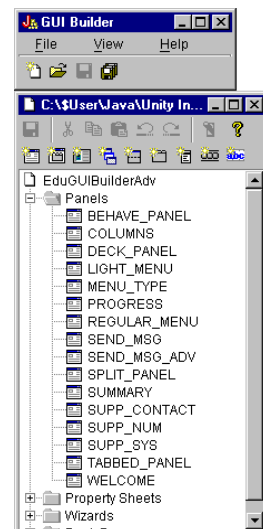 GUI Builder
File View Help
C:\$User\Java\Unity In...
abc
EduGUIBuilderAdv
Panels
BEHAVE_PANEL
COLUMNS
DECK_PANEL
LIGHT_MENU
MENU_TYPE
PROGRESS
REGULAR_MENU
SEND_MSG
SEND_MSG_ADV
SPLIT_PANEL
SUMMARY
SUPP_CONTACT
SUPP_NUM
SUPP_SYS
TABBED_PANEL
WELCOME
Property Sheets
Wizards